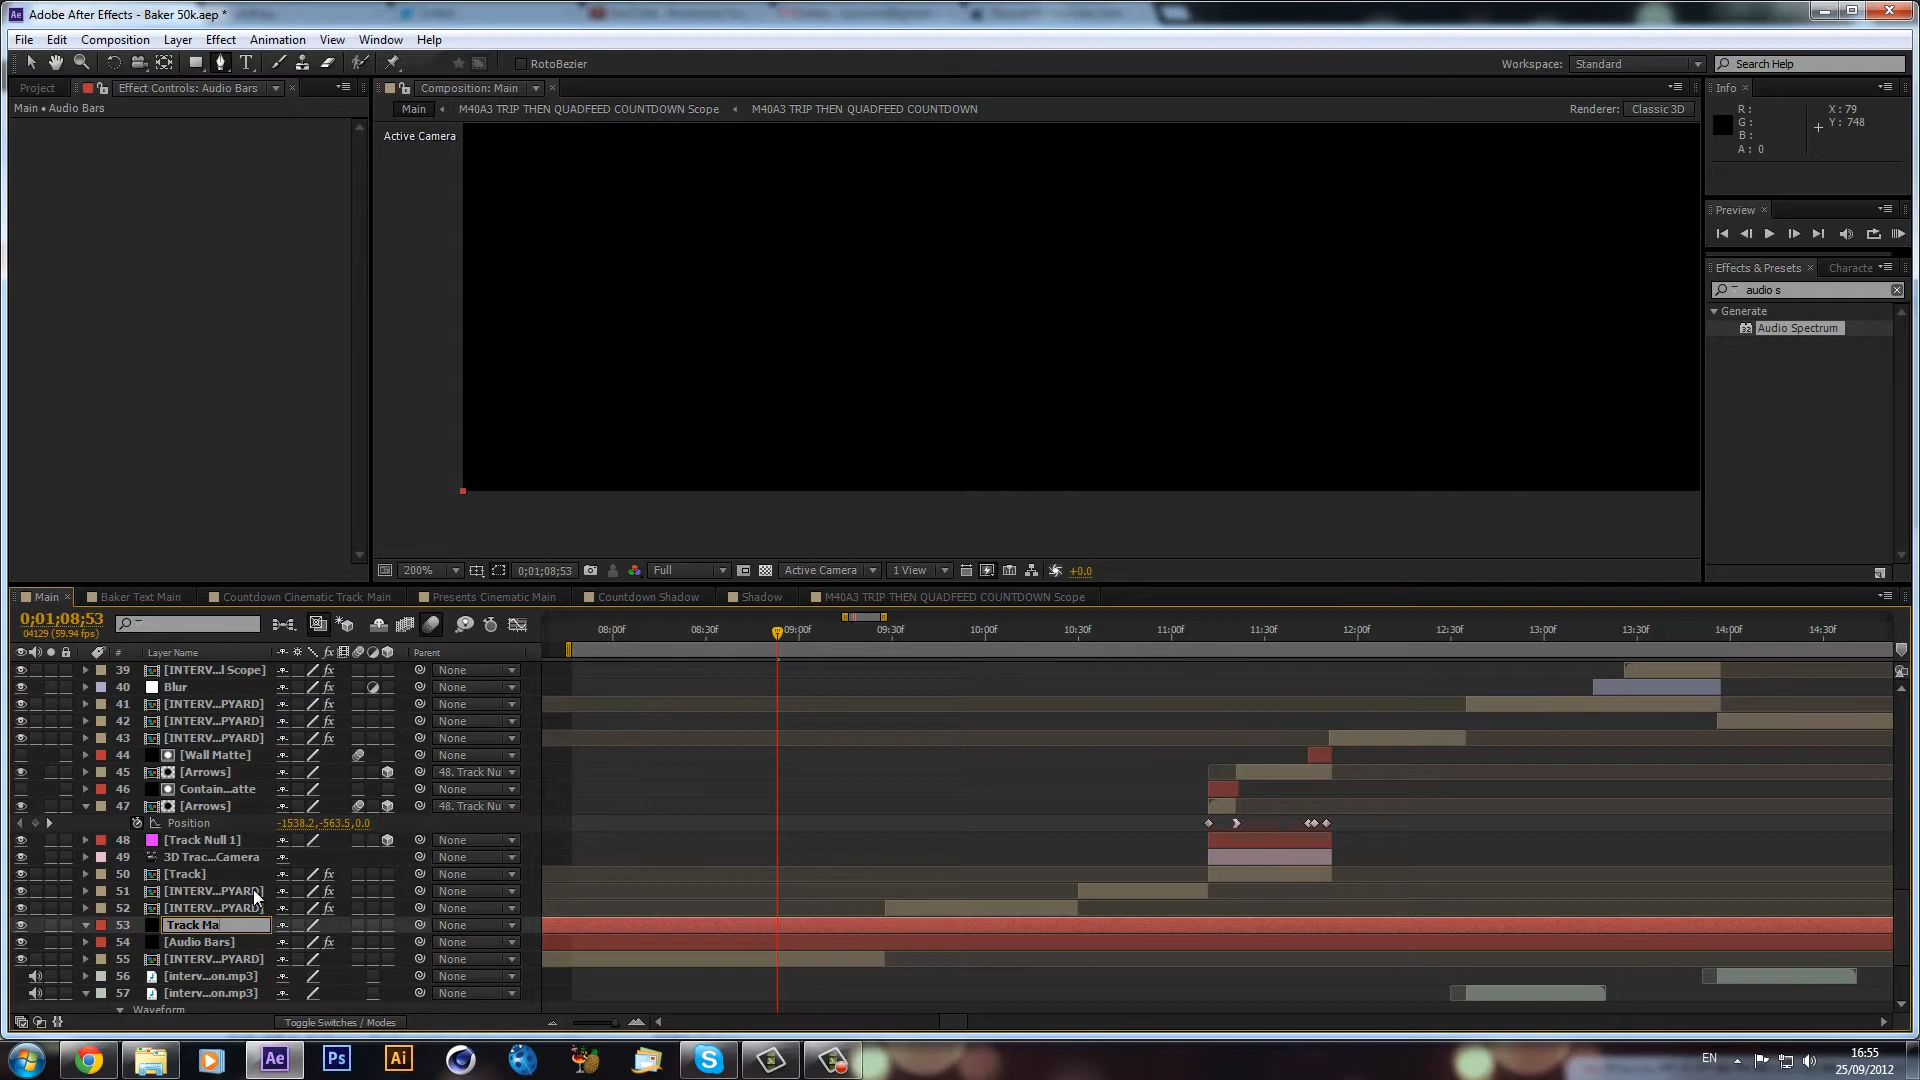 Adobe After Effects - Baker 50k.aep *
File Edit Composition Layer Effect Animation View Window Help
RotoBezier
Workspace: Standard
Search Help
Project
Effect Controls: Audio Bars
Composition: Main
Info
Main • Audio Bars
Main
M40A3 TRIP THEN QUADFEED COUNTDOWN Scope
M40A3 TRIP THEN QUADFEED COUNTDOWN
Renderer: Classic 3D
R :
G :
B :
A : 0
X : 79
Y : 748
Active Camera
Preview
Effects & Presets
Characte
audio s
Generate
Audio Spectrum
200%
0;01;08;53
Full
Active Camera
1 View
+0.0
Main
Baker Text Main
Countdown Cinematic Track Main
Presents Cinematic Main
Countdown Shadow
Shadow
M40A3 TRIP THEN QUADFEED COUNTDOWN Scope
0;01;08;53
04129 (59.94 fps)
08:00f 08:30f 09:00f 09:30f 10:00f 10:30f 11:00f 11:30f 12:00f 12:30f 13:00f 13:30f 14:00f 14:30f
# Layer Name Parent
39 [INTERV...l Scope] None
40 Blur None
41 [INTERV...PYARD] None
42 [INTERV...PYARD] None
43 [INTERV...PYARD] None
44 [Wall Matte] None
45 [Arrows] 48. Track Nu
46 Contain...atte None
47 [Arrows] 48. Track Nu
Position -1538.2,-563.5,0.0
48 [Track Null 1] None
49 3D Trac...Camera None
50 [Track] None
51 [INTERV...PYARD] None
52 [INTERV...PYARD] None
53 Track Ma None
54 [Audio Bars] None
55 [INTERV...PYARD] None
56 [interv...on.mp3] None
57 [interv...on.mp3] None
Waveform
Toggle Switches / Modes
Ae
Ps
Ai
EN
16:55
25/09/2012